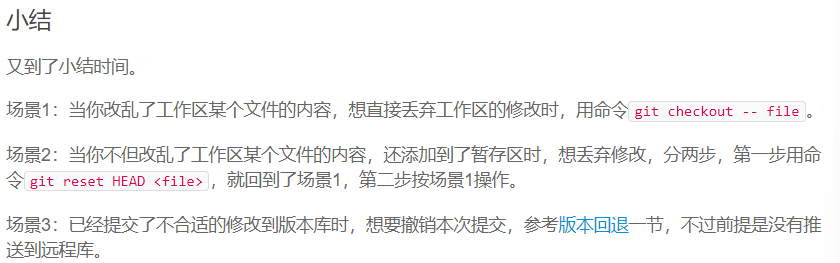 小结
又到了小结时间。
场景1：当你改乱了工作区某个文件的内容，想直接丢弃工作区的修改时，用命令git checkout -- file。
场景2：当你不但改乱了工作区某个文件的内容，还添加到了暂存区时，想丢弃修改，分两步，第一步用命
令git reset HEAD <file>，就回到了场景1，第二步按场景1操作。
场景3：已经提交了不合适的修改到版本库时，想要撤销本次提交，参考版本回退一节，不过前提是没有推
送到远程库。